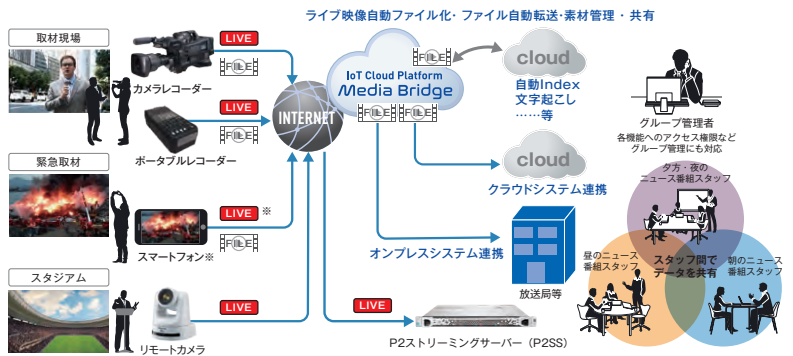 ライブ映像自動ファイル化・ファイル自動転送・素材管理・共有
取材現場
カメラレコーダー
LIVE
FILE
ポータブルレコーダー
LIVE
FILE
緊急取材
スマートフォン※
LIVE ※
FILE
スタジアム
リモートカメラ
LIVE
INTERNET
FILE
IoT Cloud Platform
Media Bridge
FILE FILE
cloud
自動Index
文字起こし
……等
cloud
クラウドシステム連携
オンプレスシステム連携
放送局等
LIVE
P2ストリーミングサーバー（P2SS）
グループ管理者
各機能へのアクセス権限など
グループ管理にも対応
夕方・夜の
ニュース番組スタッフ
昼のニュース
番組スタッフ
スタッフ間で
データを共有
朝のニュース
番組スタッフ